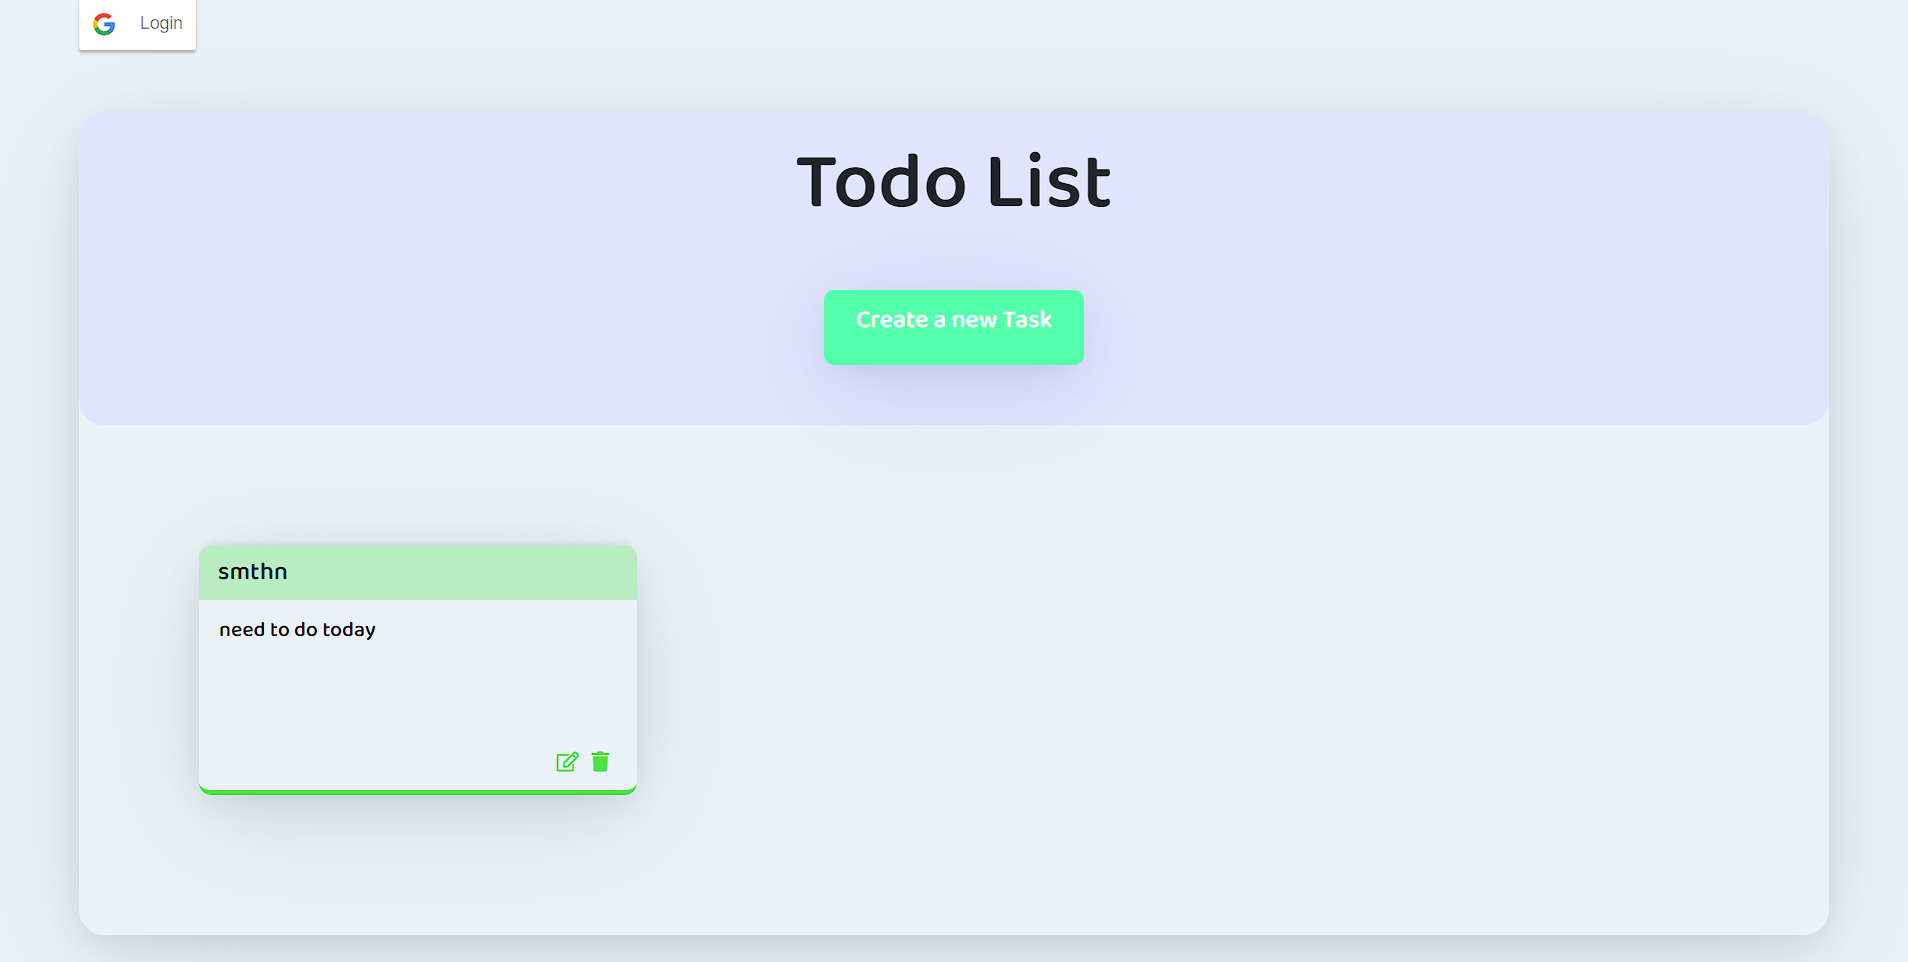 Login
Todo List
Create a new Task
smthn
need to do today